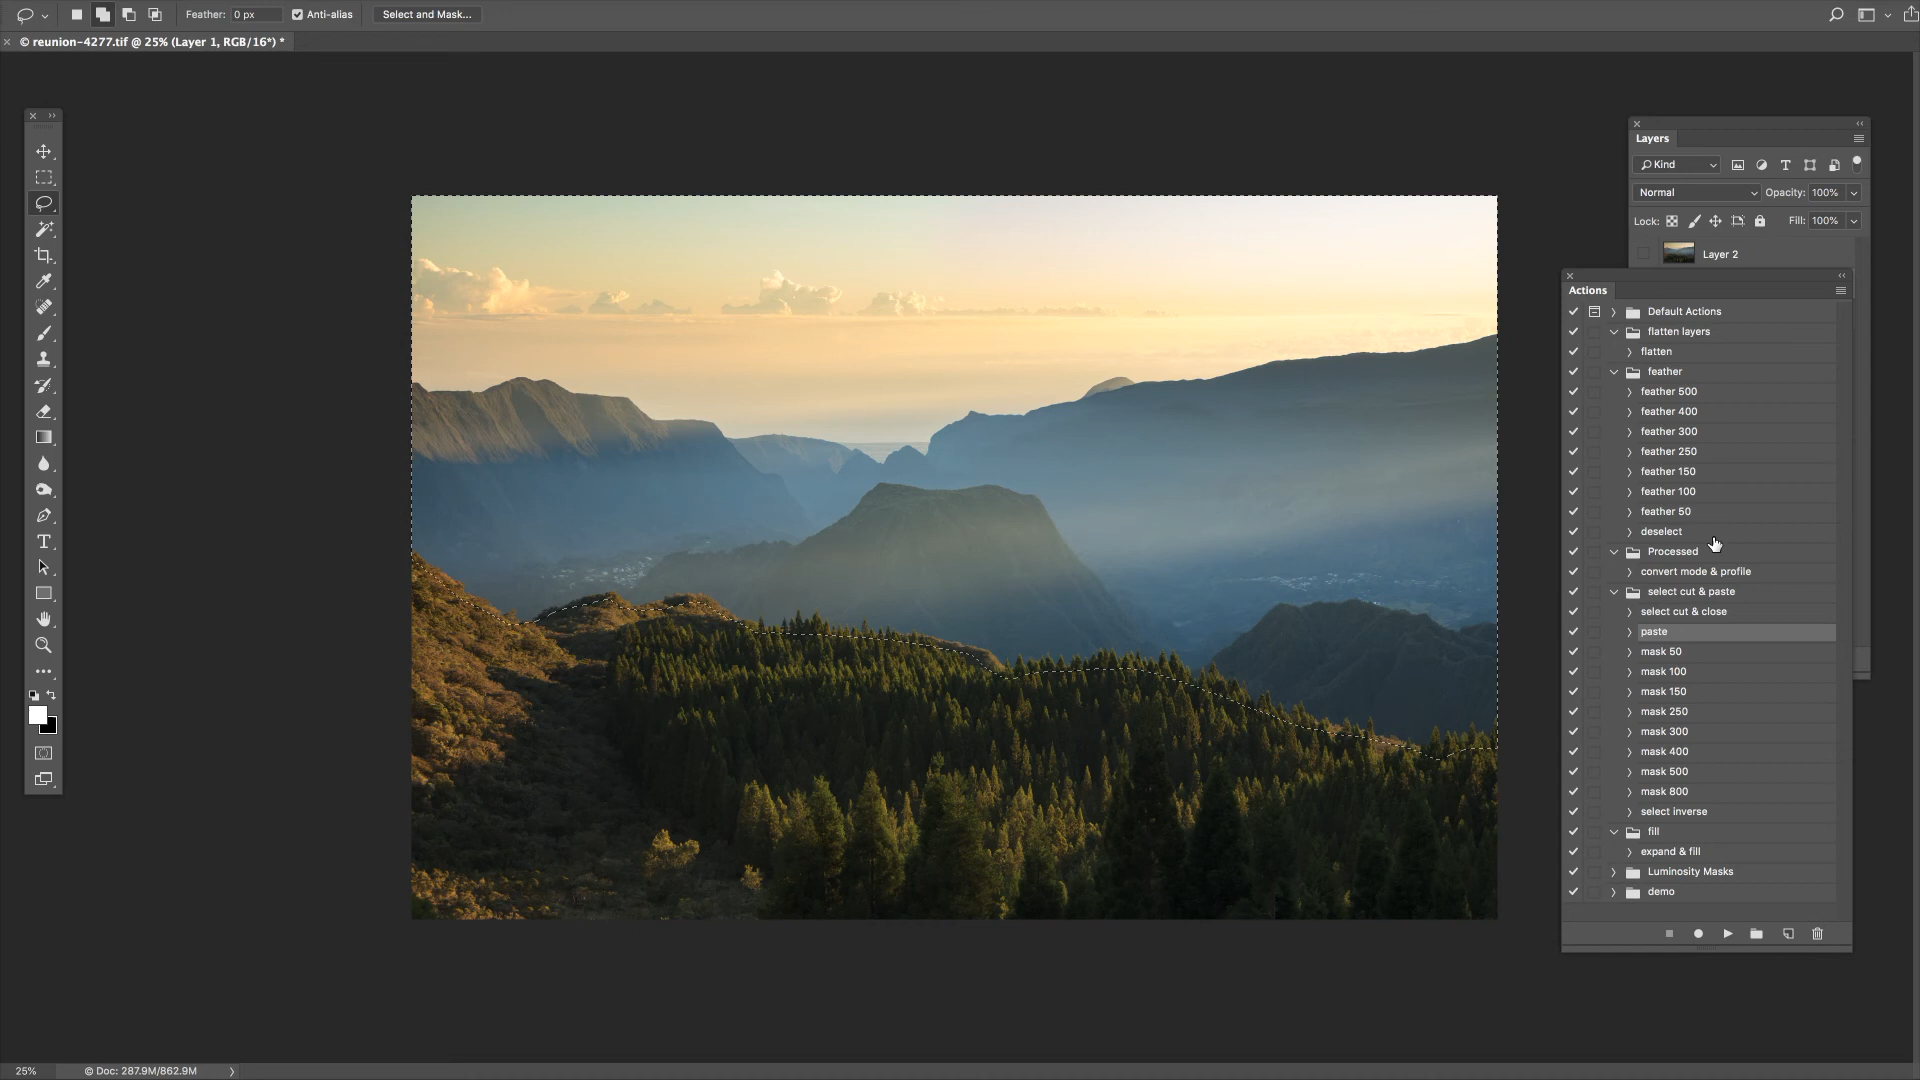 Feather: 0 px Anti-alias Select and Mask...
© reunion-4277.tif @ 25% (Layer 1, RGB/16*) *
Layers
Kind
Normal Opacity: 100%
Lock: Fill: 100%
Layer 2
Actions
Default Actions
flatten layers
flatten
feather
feather 500
feather 400
feather 300
feather 250
feather 150
feather 100
feather 50
deselect
Processed
convert mode & profile
select cut & paste
select cut & close
paste
mask 50
mask 100
mask 150
mask 250
mask 300
mask 400
mask 500
mask 800
select inverse
fill
expand & fill
Luminosity Masks
demo
25% © Doc: 287.9M/862.9M